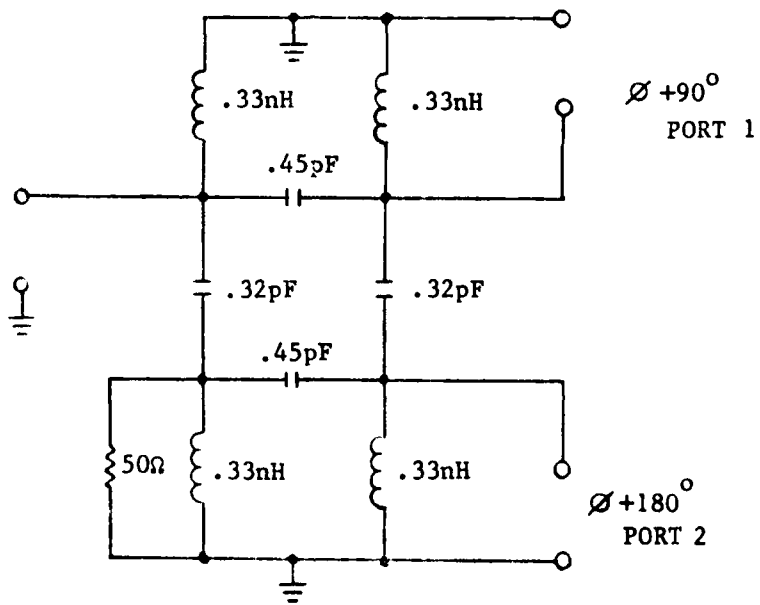 .33nH .33nH
Ø +90°
PORT 1
.45pF
.32pF .32pF
.45pF
50Ω .33nH .33nH
Ø +180°
PORT 2